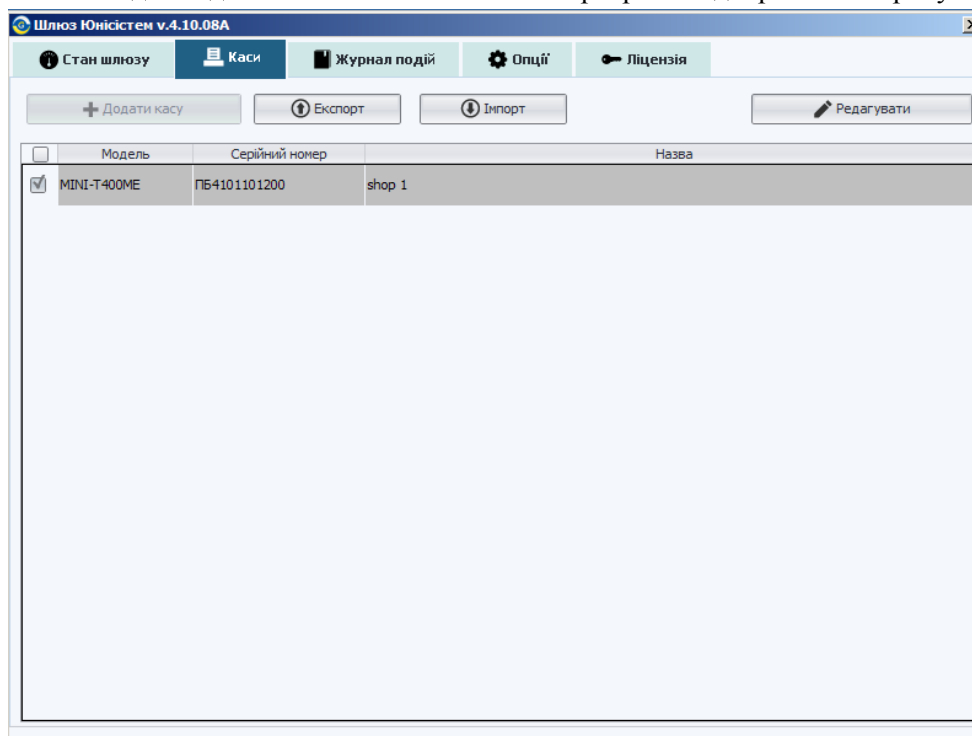 Шлюз Юнісістем v.4.10.08A
Стан шлюзу Каси Журнал подій Опції Ліцензія
Додати касу Експорт Імпорт Редагувати
Модель Серійний номер Назва
MINI-T400ME ПБ4101101200 shop 1